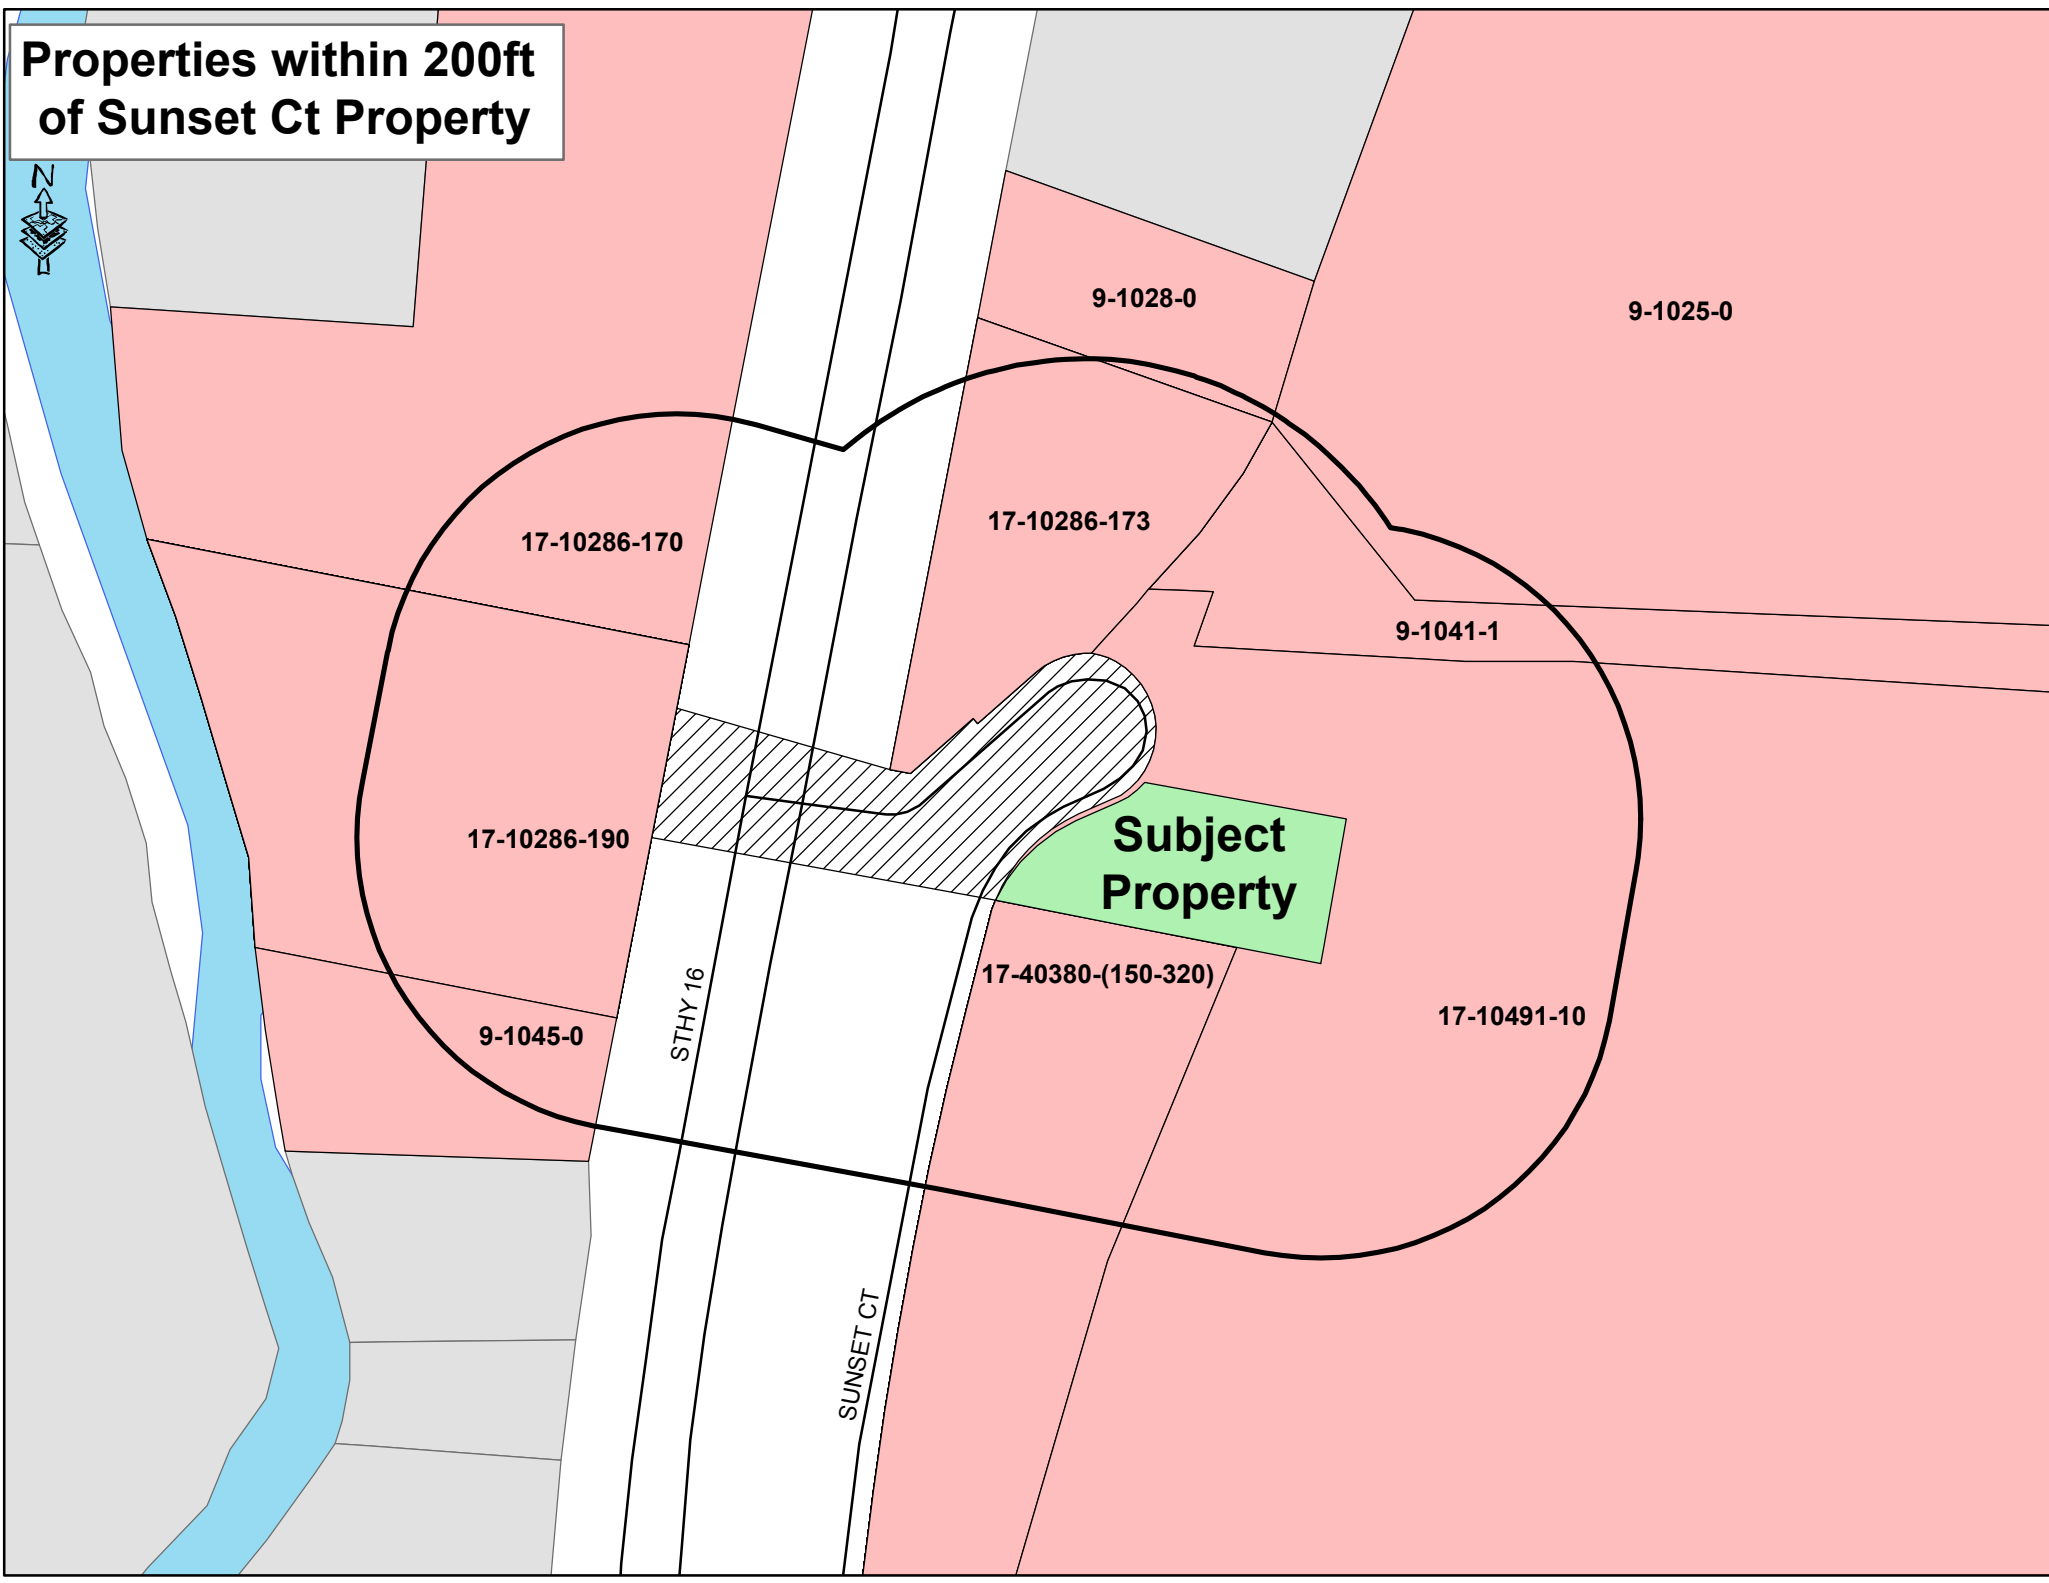 Properties within 200ft
of Sunset Ct Property
N
9-1028-0
9-1025-0
17-10286-170
17-10286-173
9-1041-1
17-10286-190
Subject
Property
17-40380-(150-320)
17-10491-10
9-1045-0
STHY 16
SUNSET CT